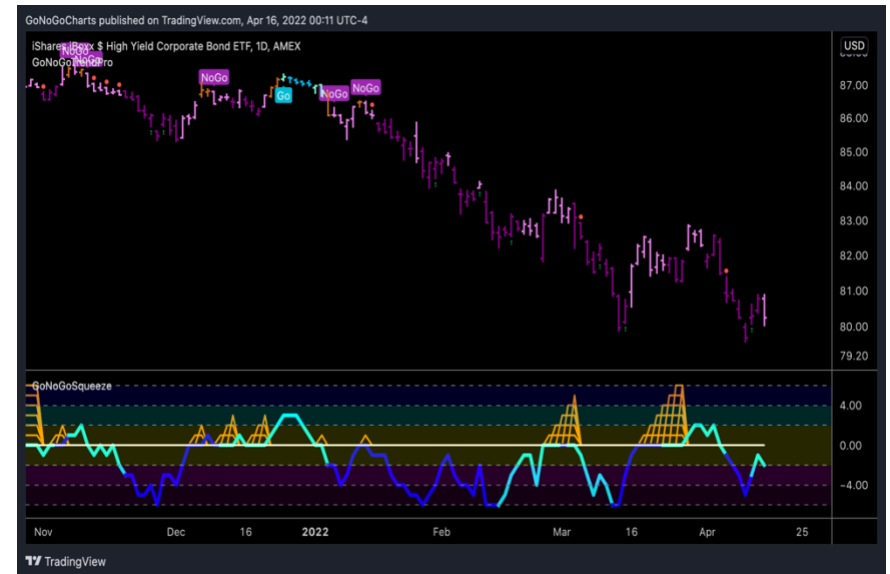 GoNoGoCharts published on TradingView.com, Apr 16, 2022 00:11 UTC-4
iShares iBoxx $ High Yield Corporate Bond ETF, 1D, AMEX
USD
NoGo
NoGo
GoNoGoTrendPro
87.00
NoGo
NoGo
Go
NoGo
86.00
85.00
84.00
83.00
82.00
81.00
80.00
79.20
GoNoGoSqueeze
4.00
0.00
−4.00
Nov Dec 16 2022 Feb Mar 16 Apr 25
TradingView